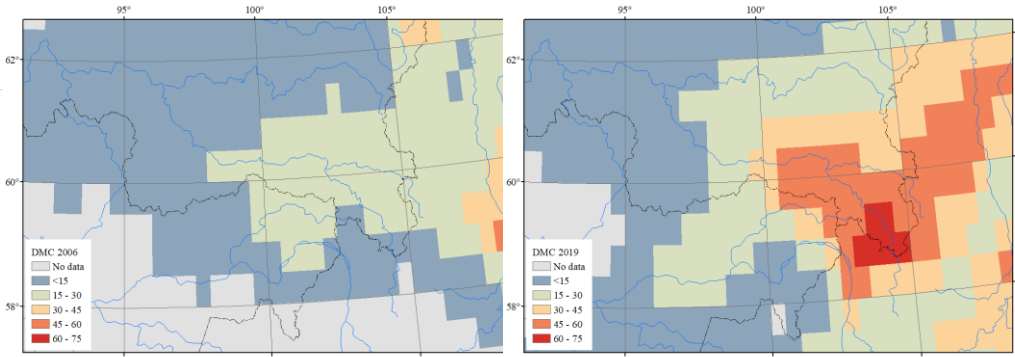 95° 100° 105° 95° 100° 105°
62° 62°
60° 60°
58° 58°
DMC 2006
No data
<15
15 - 30
30 - 45
45 - 60
60 - 75
DMC 2019
No data
<15
15 - 30
30 - 45
45 - 60
60 - 75